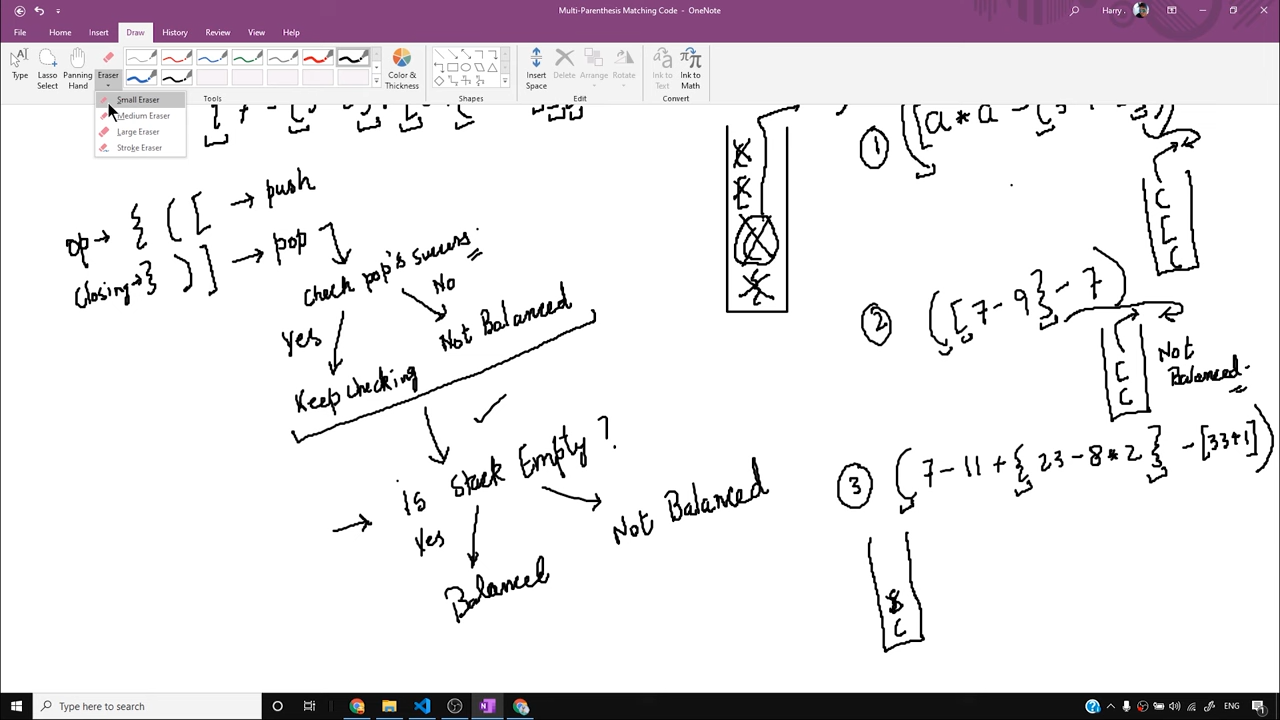 Multi-Parenthesis Matching Code - OneNote
Harry .
File Home Insert Draw History Review View Help
Type Lasso Select Panning Hand Eraser Color & Thickness Insert Space Delete Arrange Rotate Ink to Text Ink to Math
Tools Shapes Edit Convert
Small Eraser
Medium Eraser
Large Eraser
Stroke Eraser
op → { ( [ → push
Closing → } ) ] → pop
Check pop's success.
Yes
No
Not Balanced
Keep checking
is Stack Empty?
Yes
Not Balanced
Balanced
① ([a * a -
[
C
② ([7 - 9} - 7)
[
C
Not
Balanced.
③ (7 - 11 + {23 - 8 * 2} - [33+1])
C
Type here to search
ENG